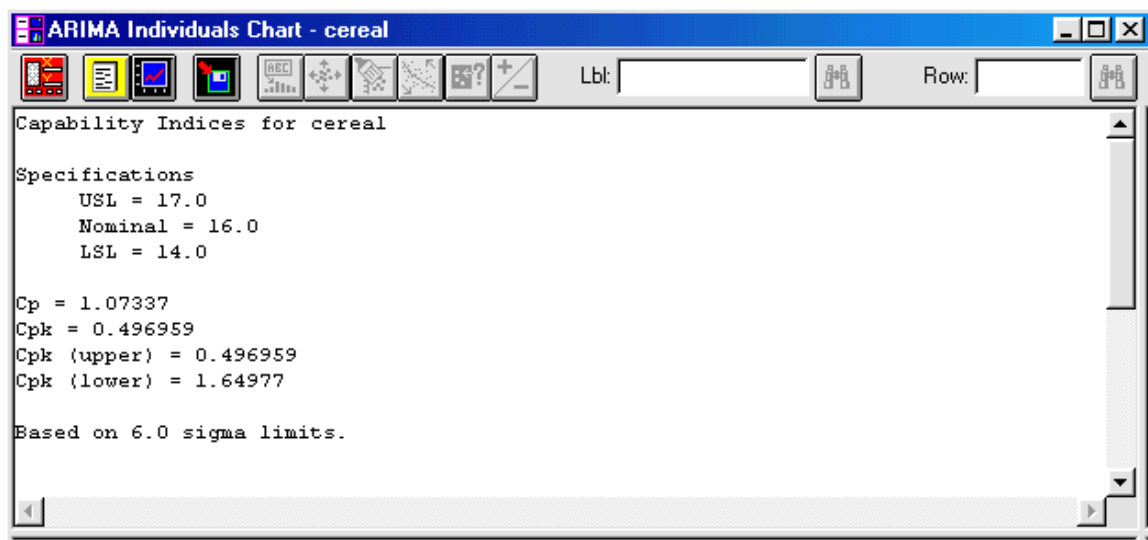 ARIMA Individuals Chart - cereal
ABC
?
+
−
Lbl:
Row:
Capability Indices for cereal
Specifications
USL = 17.0
Nominal = 16.0
LSL = 14.0
Cp = 1.07337
Cpk = 0.496959
Cpk (upper) = 0.496959
Cpk (lower) = 1.64977
Based on 6.0 sigma limits.